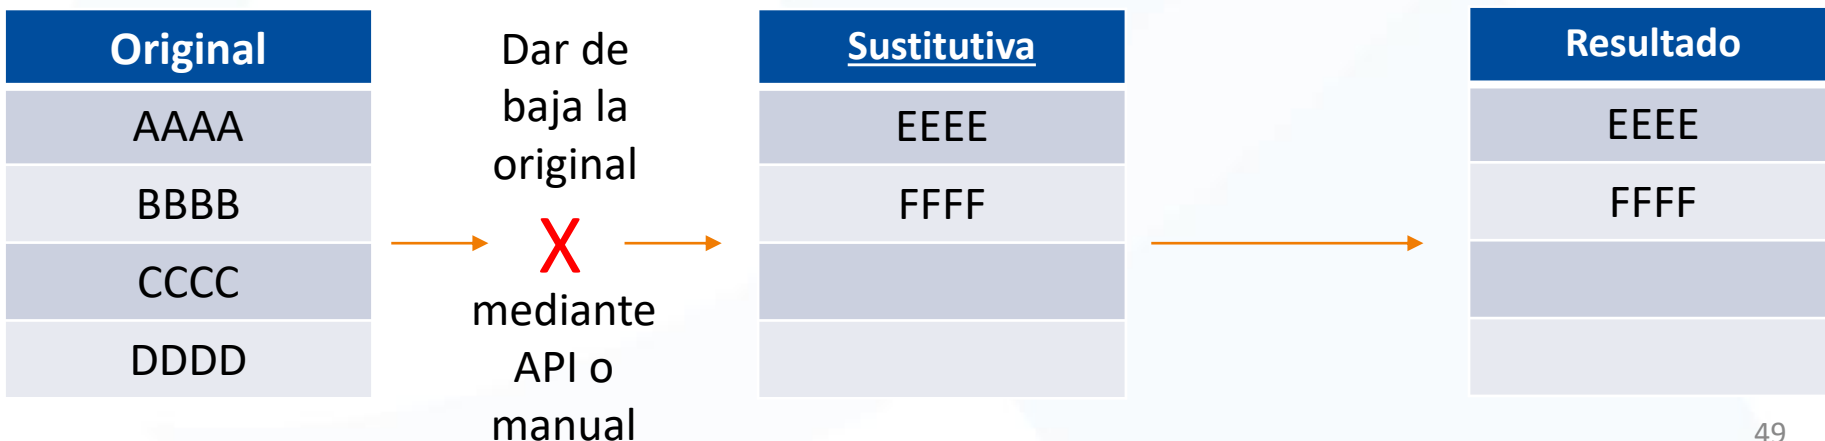 Original
AAAA
BBBB
CCCC
DDDD
Dar de
baja la
original
X
mediante
API o
manual
Sustitutiva
EEEE
FFFF
Resultado
EEEE
FFFF
49